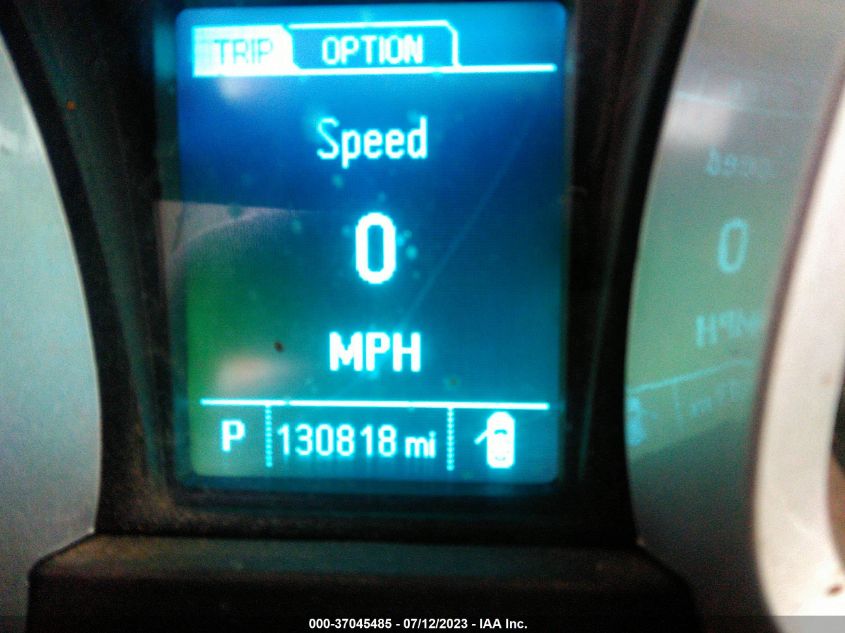 TRIP OPTION
Speed
0
MPH
P 130818 mi
000-37045485 - 07/12/2023 - IAA Inc.